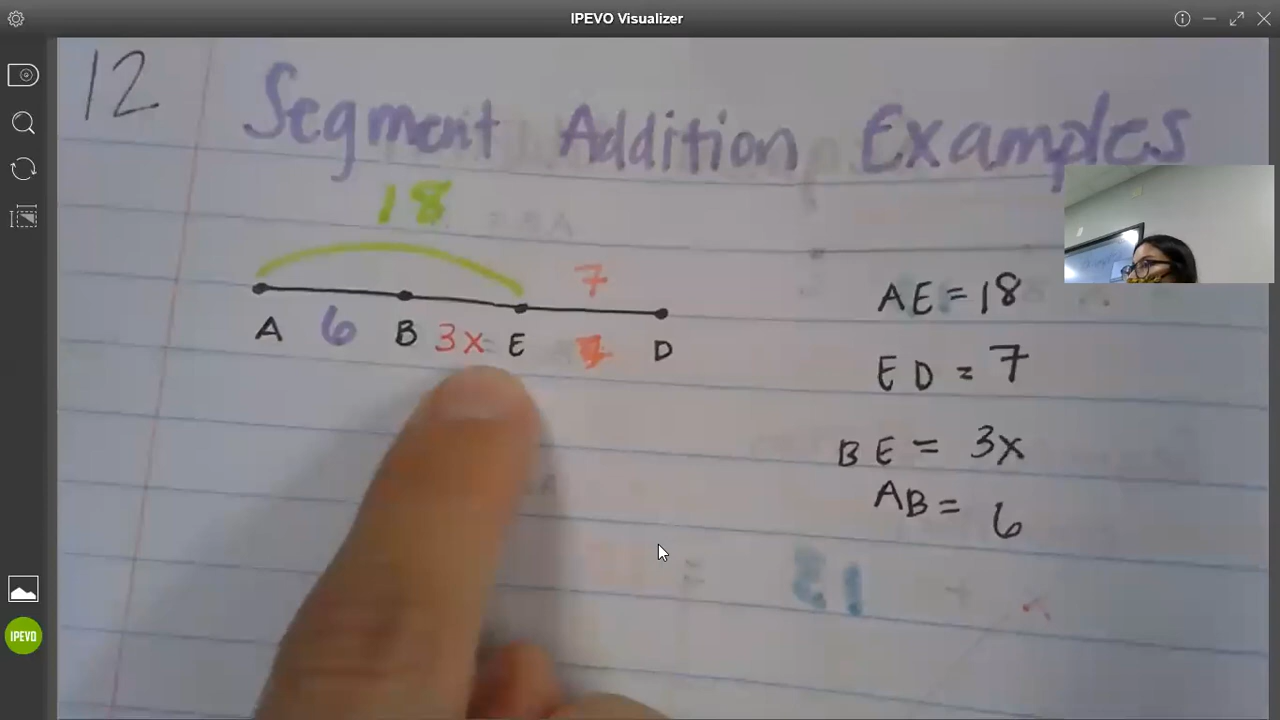 IPEVO Visualizer
12 Segment Addition Examples
18
7
A 6 B 3x E D
AE = 18
ED = 7
BE = 3x
AB = 6
IPEVO